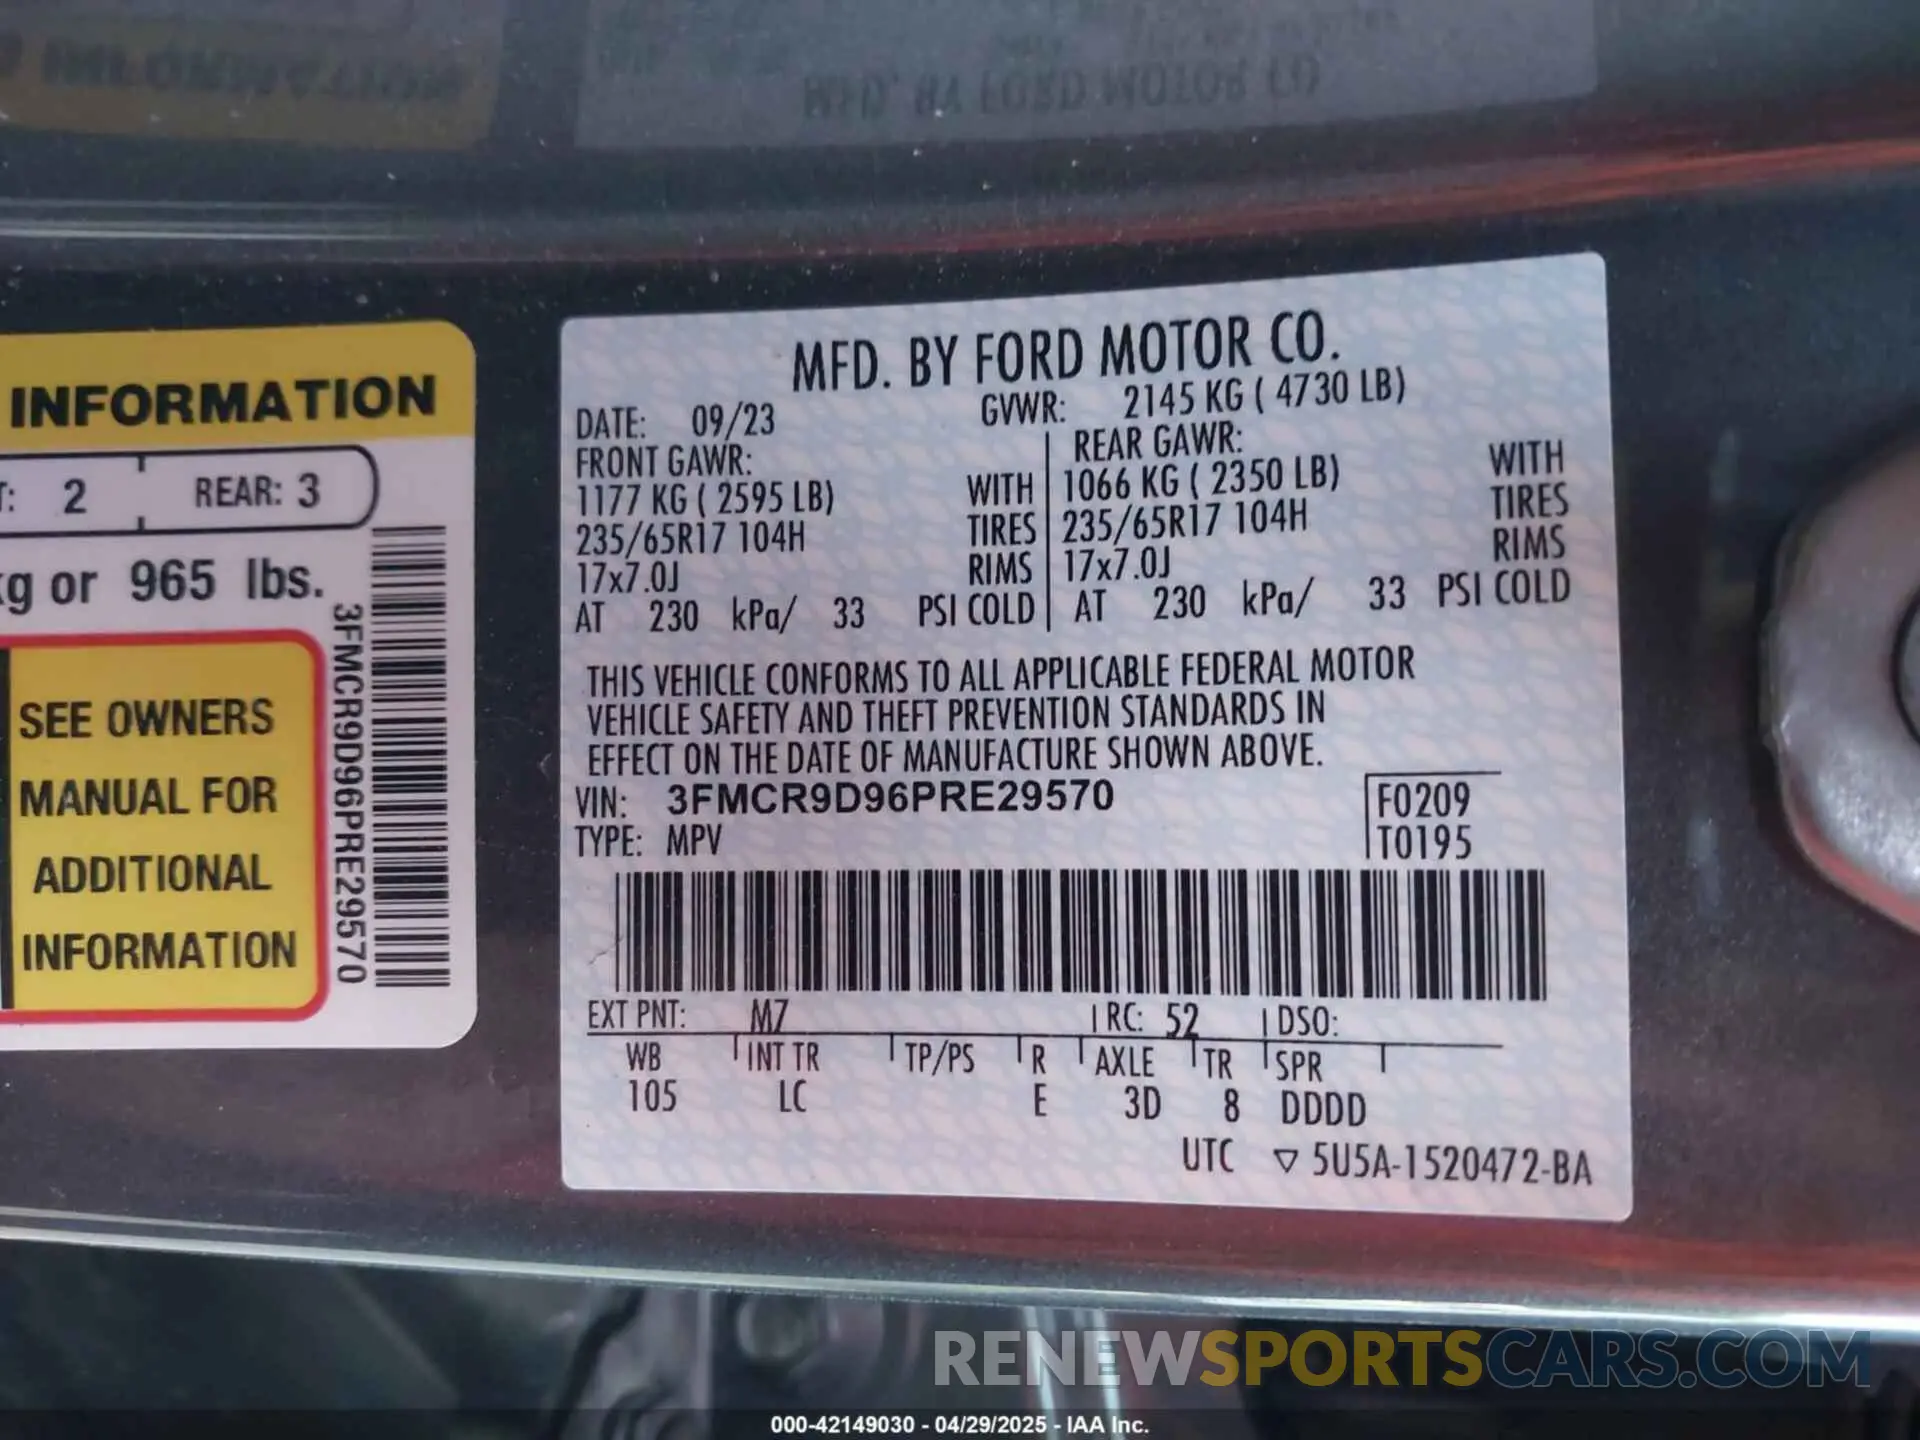 MFD. BY FORD MOTOR CO
INFORMATION
T: 2 REAR: 3
kg or 965 lbs.
SEE OWNERS
MANUAL FOR
ADDITIONAL
INFORMATION
3FMCR9D96PRE29570
MFD. BY FORD MOTOR CO.
DATE: 09/23 GVWR: 2145 KG ( 4730 LB)
FRONT GAWR: REAR GAWR:
1177 KG ( 2595 LB) WITH 1066 KG ( 2350 LB) WITH
235/65R17 104H TIRES 235/65R17 104H TIRES
17x7.0J RIMS 17x7.0J RIMS
AT 230 kPa/ 33 PSI COLD AT 230 kPa/ 33 PSI COLD
THIS VEHICLE CONFORMS TO ALL APPLICABLE FEDERAL MOTOR
VEHICLE SAFETY AND THEFT PREVENTION STANDARDS IN
EFFECT ON THE DATE OF MANUFACTURE SHOWN ABOVE.
VIN: 3FMCR9D96PRE29570 F0209
TYPE: MPV T0195
EXT PNT: M7 RC: 52 DSO:
WB INT TR TP/PS R AXLE TR SPR
105 LC E 3D 8 DDDD
UTC ▽ 5U5A-1520472-BA
RENEWSPORTSCARS.COM
000-42149030 - 04/29/2025 - IAA Inc.